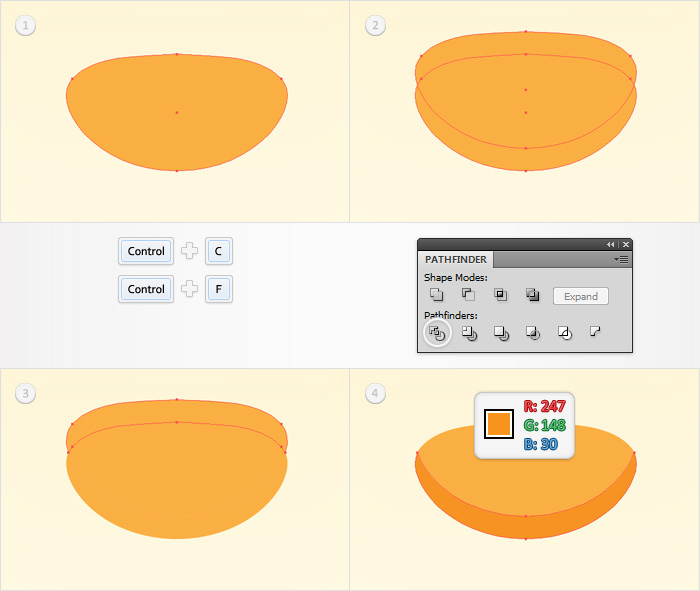 1
2
Control + C
Control + F
PATHFINDER
Shape Modes:
Expand
Pathfinders:
3
4
R: 247
G: 148
B: 30